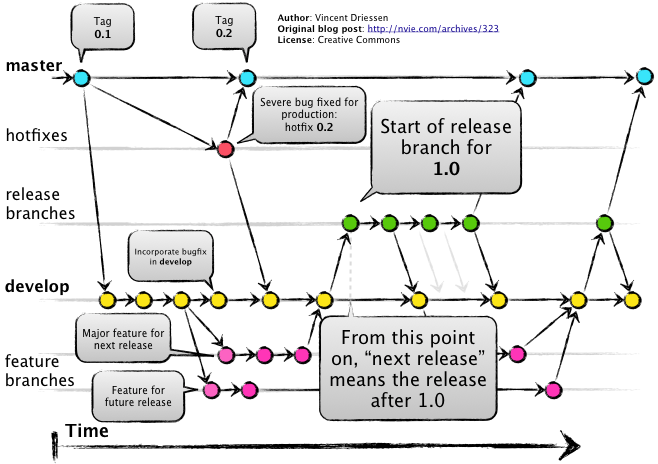 Tag
0.1
Tag
0.2
Author: Vincent Driessen
Original blog post: http://nvie.com/archives/323
License: Creative Commons
master
Severe bug fixed for
production:
hotfix 0.2
hotfixes
Start of release
branch for
1.0
release
branches
Incorporate bugfix
in develop
develop
Major feature for
next release
From this point
on, “next release”
means the release
after 1.0
feature
branches
Feature for
future release
Time